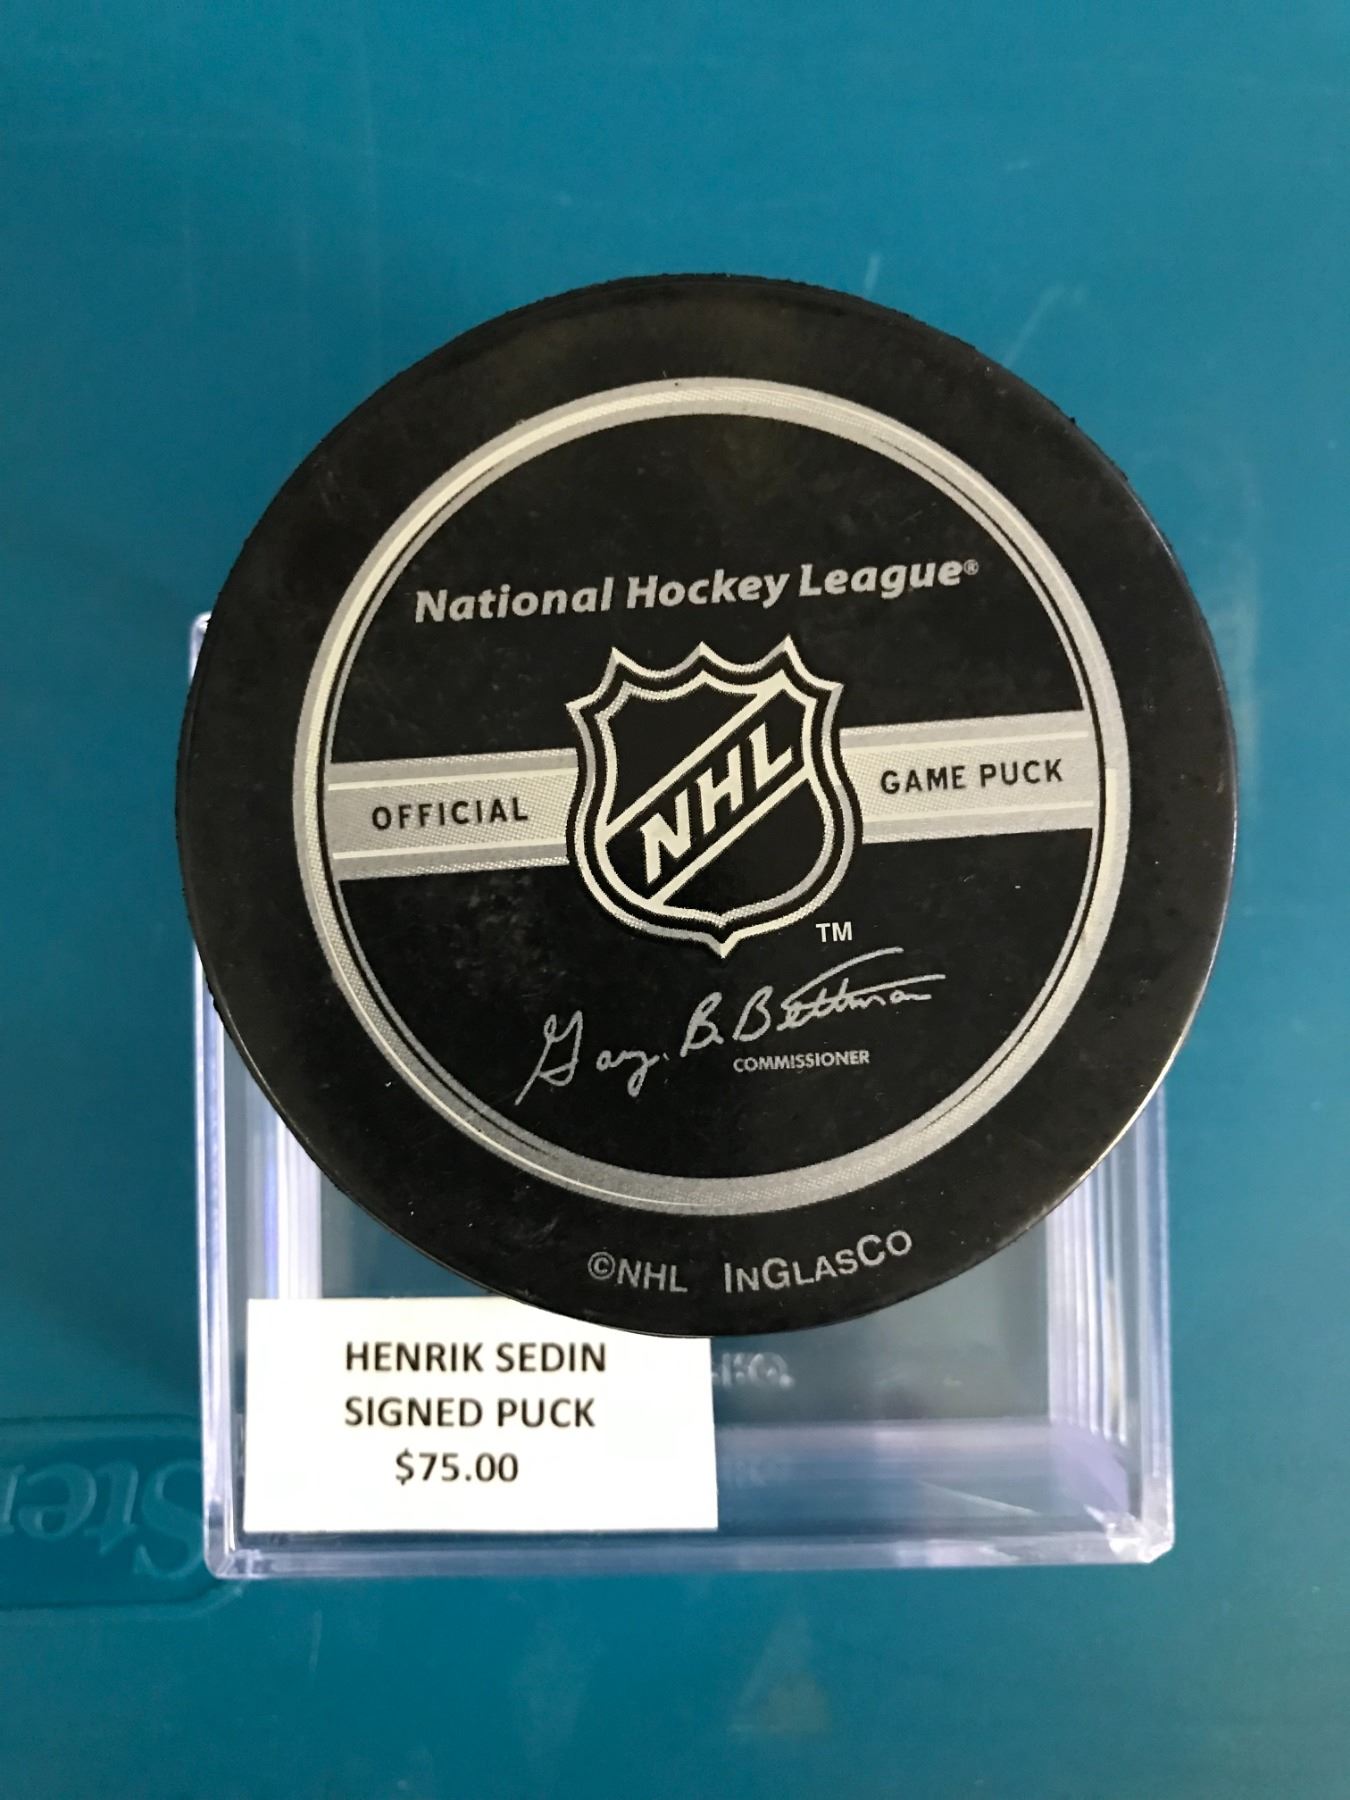 National Hockey League®
OFFICIAL
NHL
GAME PUCK
TM
Gary B. Bettman
COMMISSIONER
©NHL INGLASCO
HENRIK SEDIN
SIGNED PUCK
$75.00
Ste